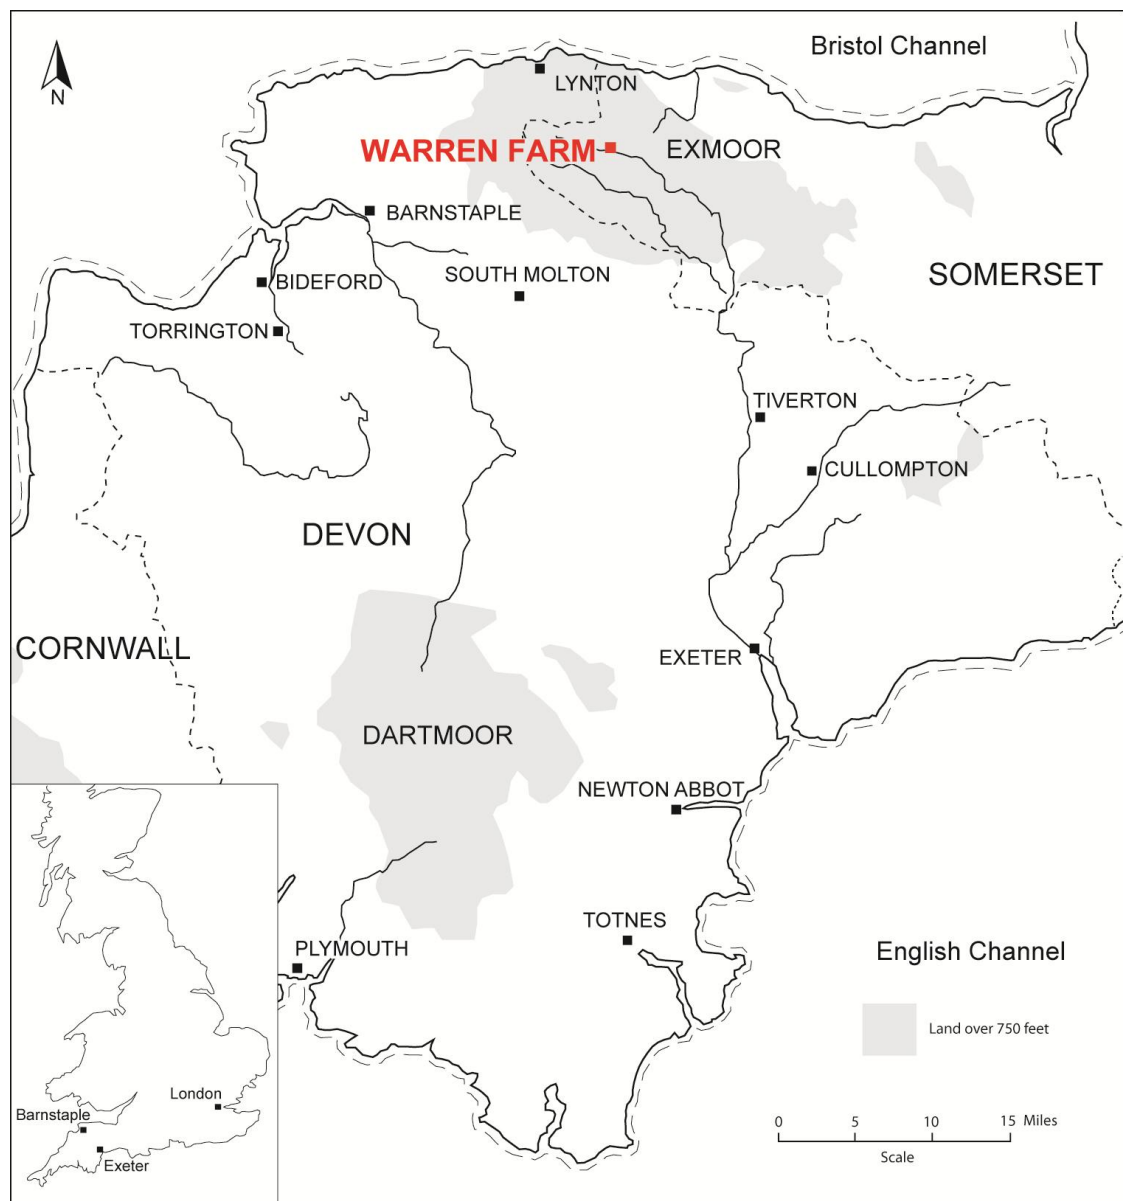 Bristol Channel
N
LYNTON
WARREN FARM
EXMOOR
BARNSTAPLE
SOUTH MOLTON
SOMERSET
BIDEFORD
TORRINGTON
TIVERTON
CULLOMPTON
DEVON
CORNWALL
EXETER
DARTMOOR
NEWTON ABBOT
TOTNES
PLYMOUTH
English Channel
Land over 750 feet
London
Barnstaple
Exeter
0 5 10 15 Miles
Scale